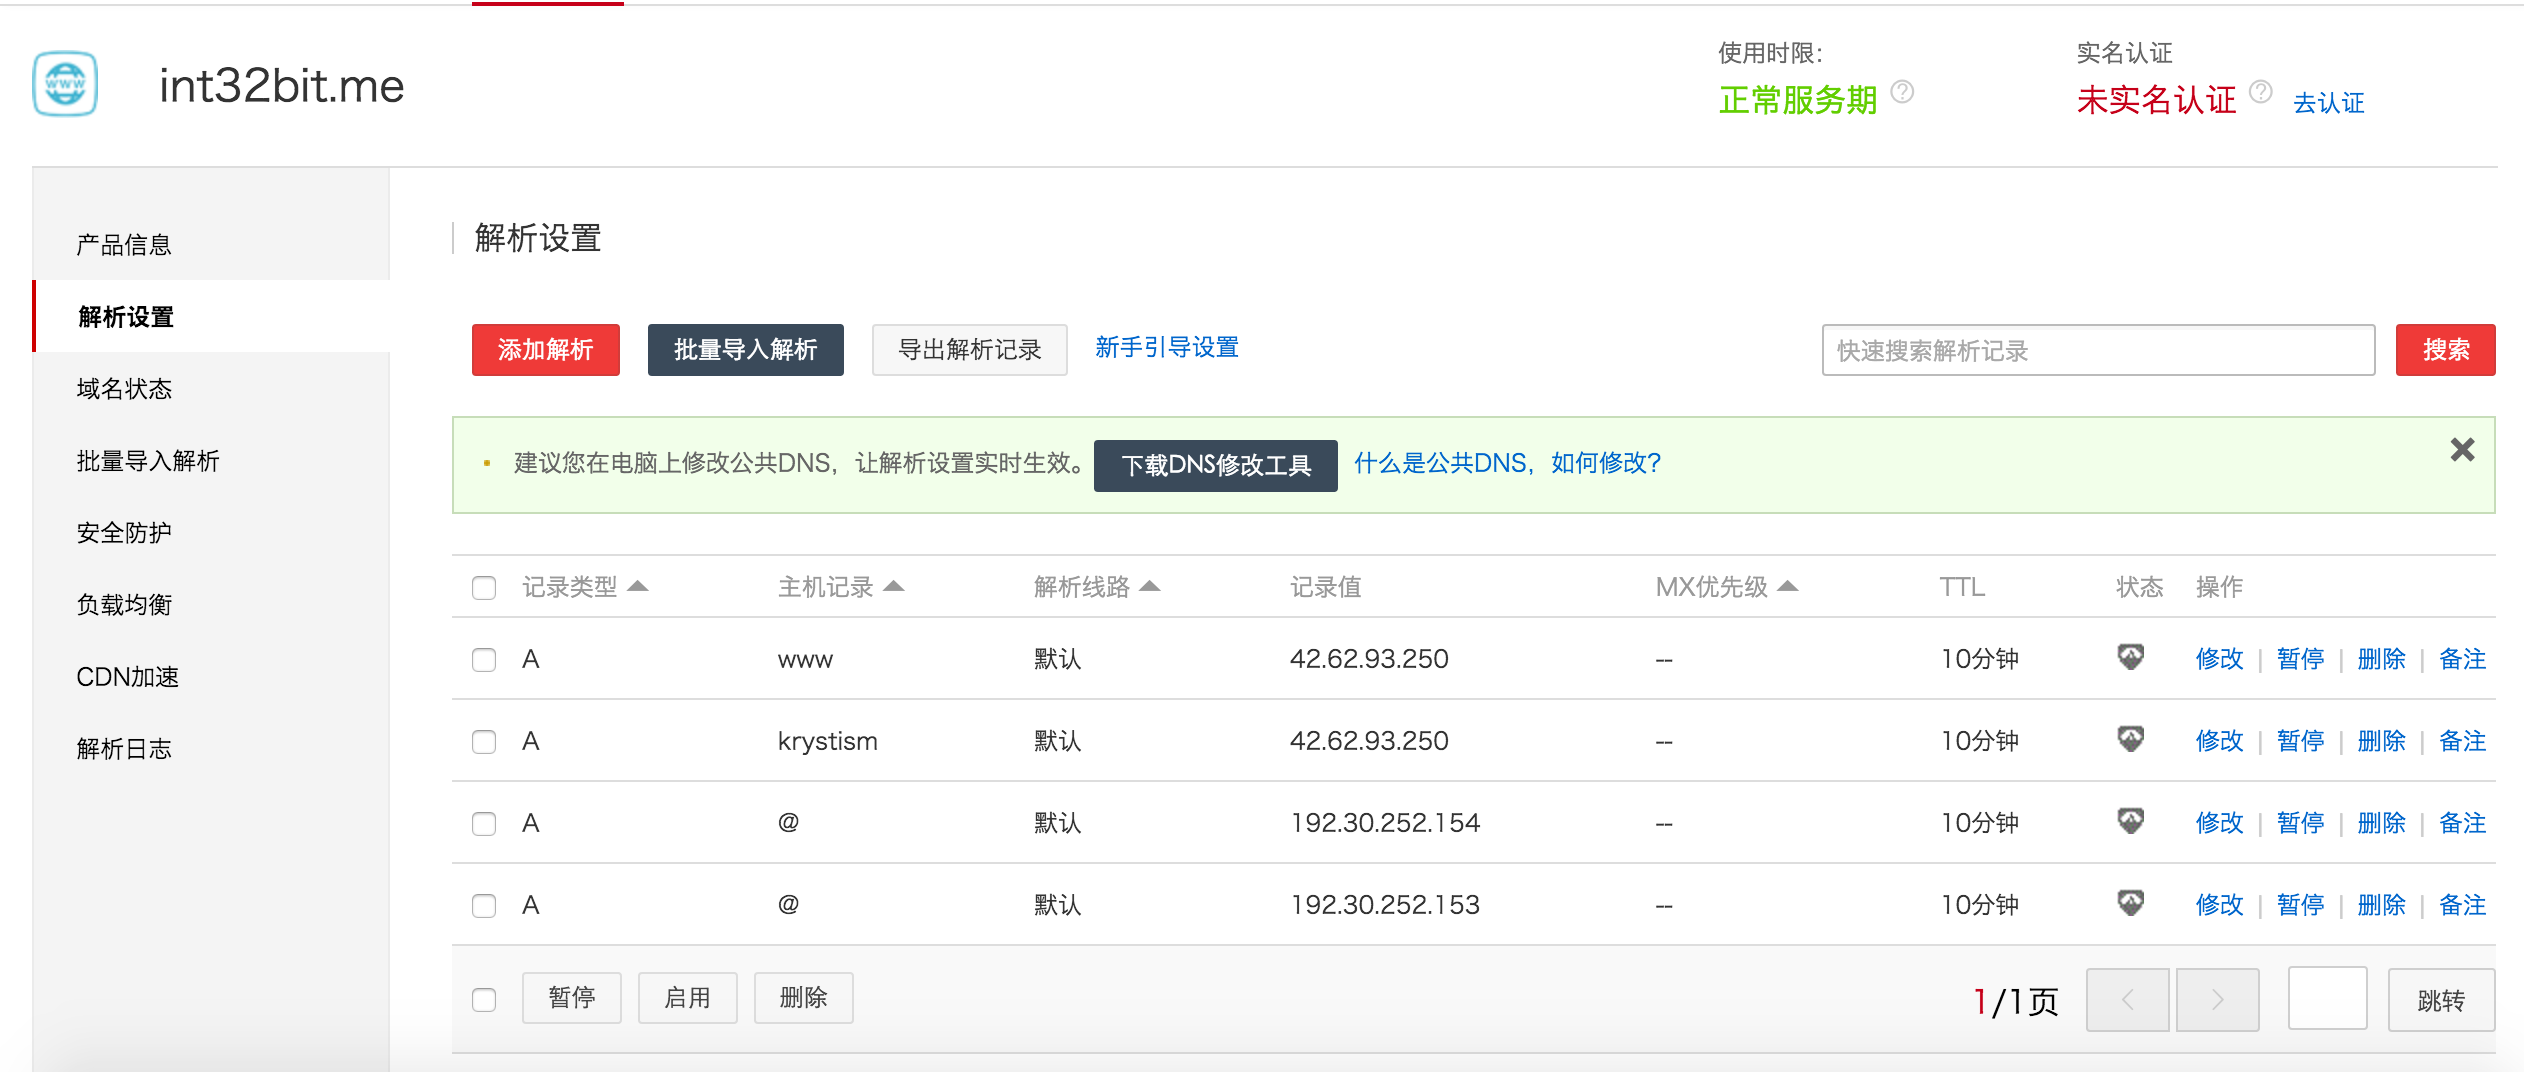 int32bit.me
使用时限:
正常服务期 ?
实名认证
未实名认证 ? 去认证
产品信息
解析设置
域名状态
批量导入解析
安全防护
负载均衡
CDN加速
解析日志
解析设置
添加解析 批量导入解析 导出解析记录 新手引导设置 快速搜索解析记录 搜索
建议您在电脑上修改公共DNS，让解析设置实时生效。 下载DNS修改工具 什么是公共DNS，如何修改?
记录类型 主机记录 解析线路 记录值 MX优先级 TTL 状态 操作
A www 默认 42.62.93.250 -- 10分钟 修改 | 暂停 | 删除 | 备注
A krystism 默认 42.62.93.250 -- 10分钟 修改 | 暂停 | 删除 | 备注
A @ 默认 192.30.252.154 -- 10分钟 修改 | 暂停 | 删除 | 备注
A @ 默认 192.30.252.153 -- 10分钟 修改 | 暂停 | 删除 | 备注
暂停 启用 删除 1/1页 < > 跳转